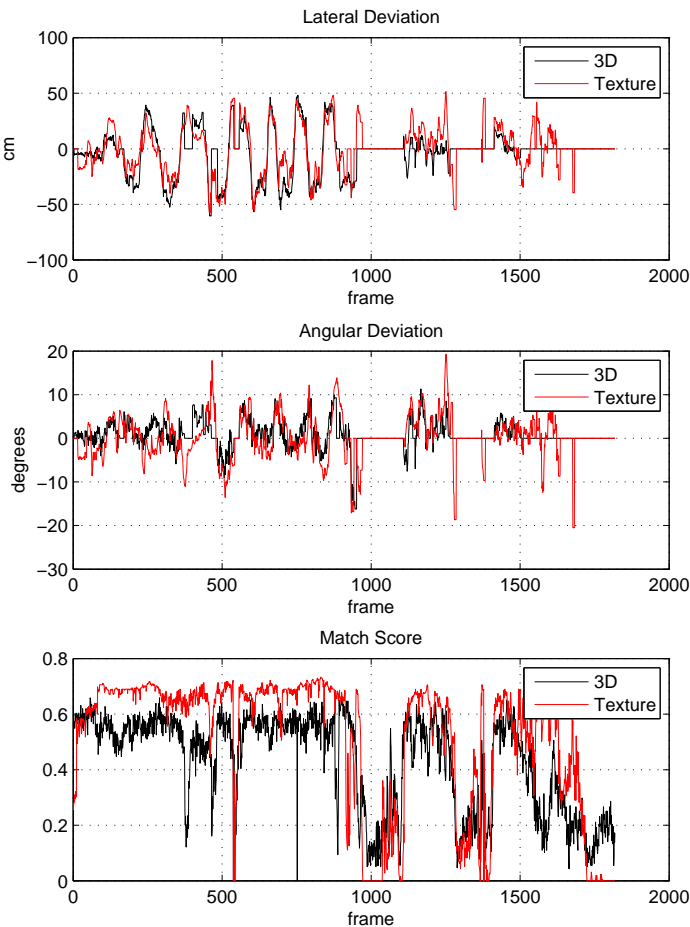 Lateral Deviation
100
50
0
−50
−100
cm
0 500 1000 1500 2000
frame
3D
Texture
Angular Deviation
20
10
0
−10
−20
−30
degrees
0 500 1000 1500 2000
frame
3D
Texture
Match Score
0.8
0.6
0.4
0.2
0
0 500 1000 1500 2000
frame
3D
Texture